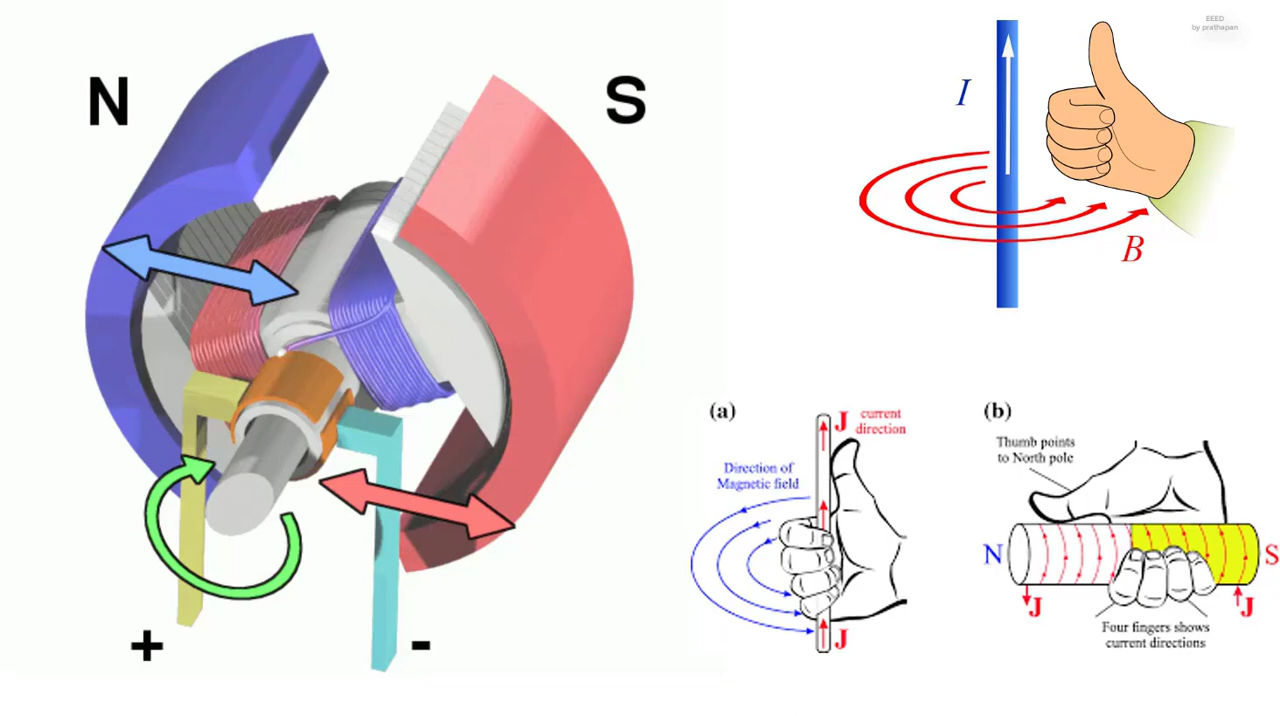 N
S
+
-
EEED
by prathapan
I
B
(a)
J current
direction
Direction of
Magnetic field
J
(b)
Thumb points
to North pole
N
S
J
J
Four fingers shows
current directions